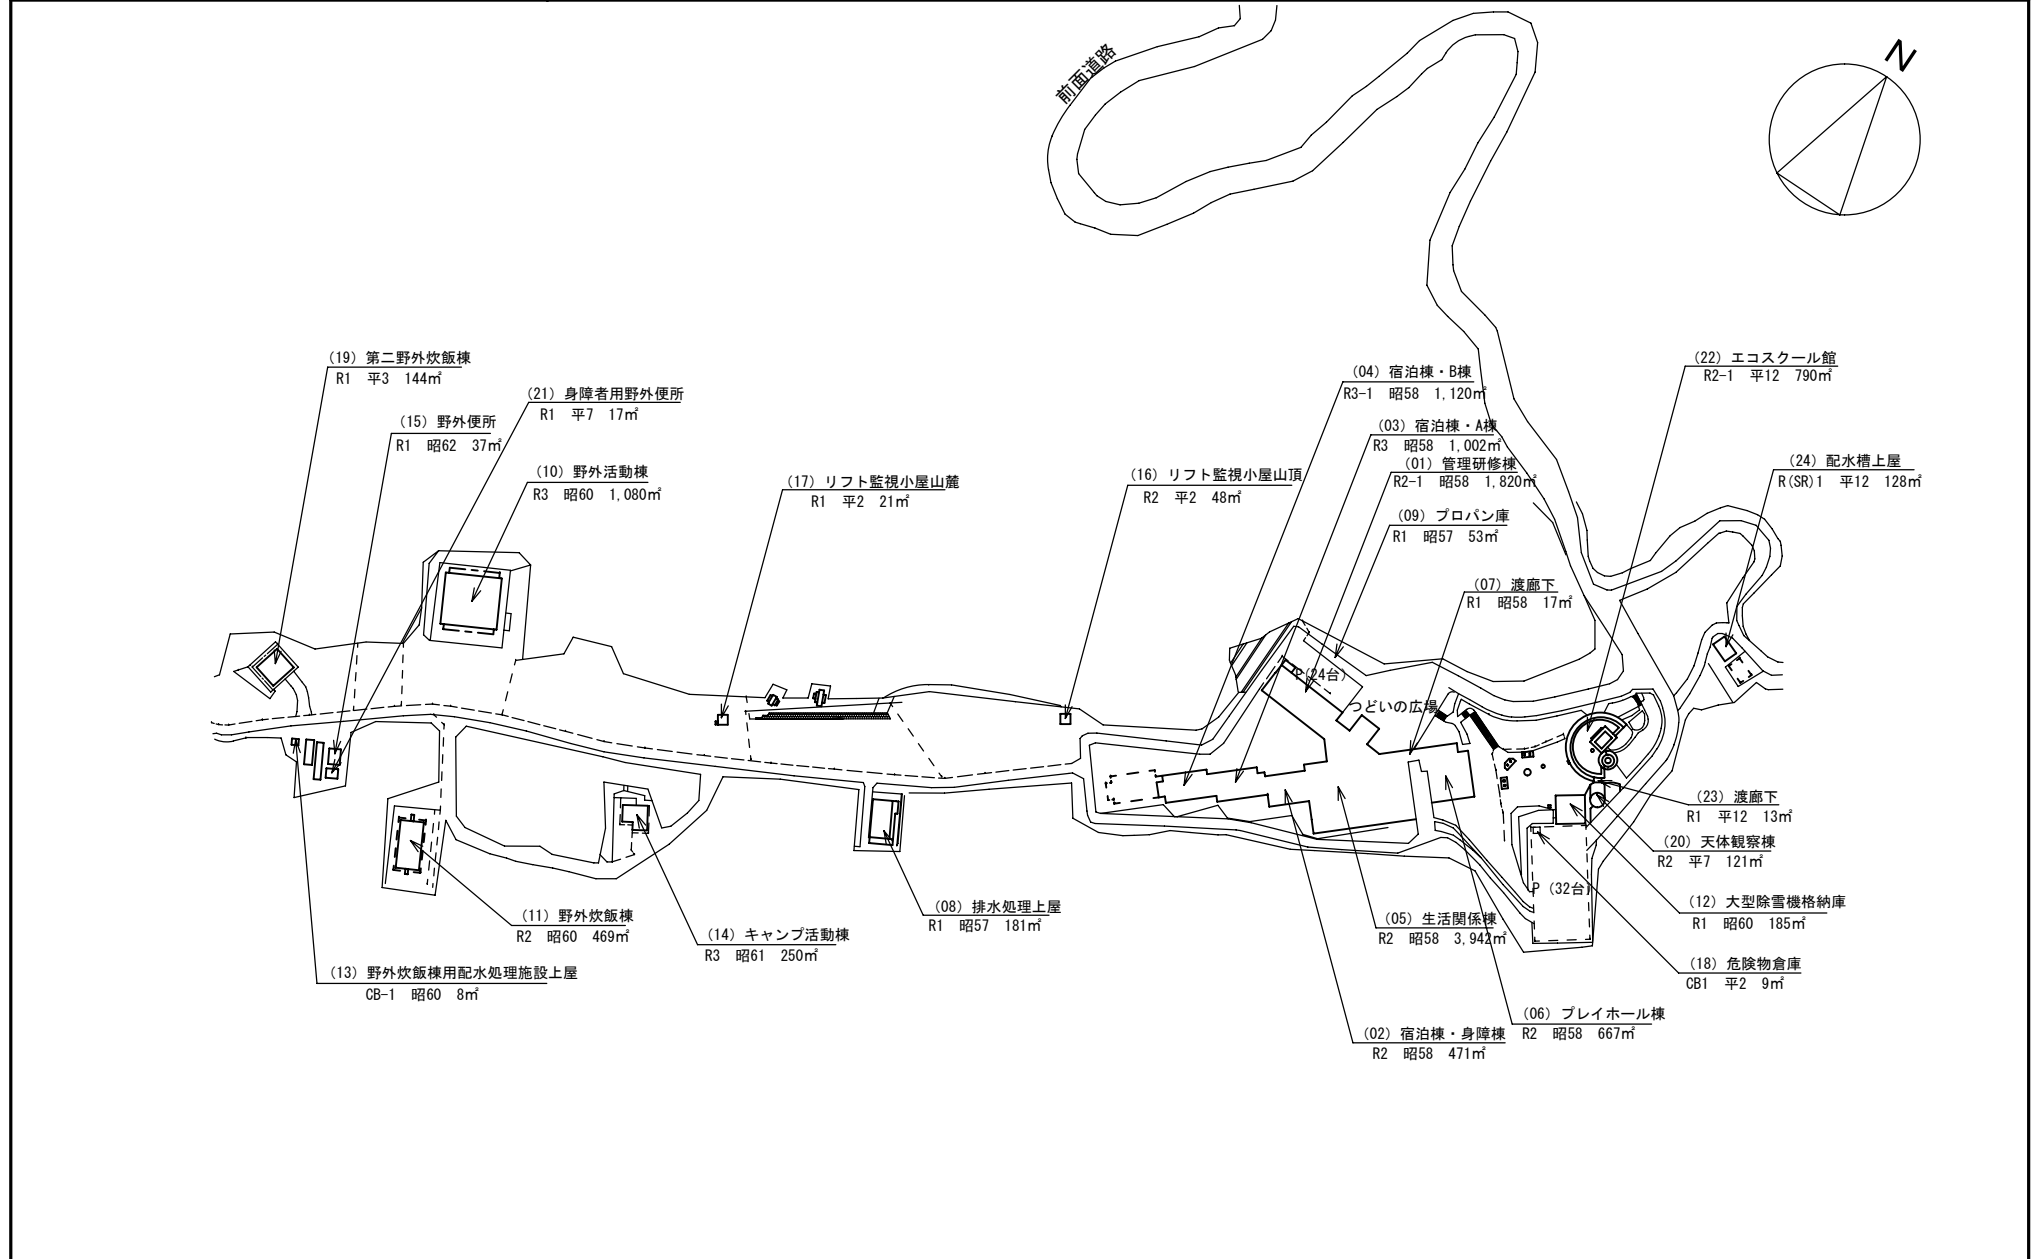 N
前面道路
(19) 第二野外炊飯棟
R1 平3 144㎡
(21) 身障者用野外便所
R1 平7 17㎡
(15) 野外便所
R1 昭62 37㎡
(10) 野外活動棟
R3 昭60 1,080㎡
(17) リフト監視小屋山麓
R1 平2 21㎡
(16) リフト監視小屋山頂
R2 平2 48㎡
(04) 宿泊棟・B棟
R3-1 昭58 1,120㎡
(03) 宿泊棟・A棟
R3 昭58 1,002㎡
(01) 管理研修棟
R2-1 昭58 1,820㎡
(09) プロパン庫
R1 昭57 53㎡
(07) 渡廊下
R1 昭58 17㎡
(22) エコスクール館
R2-1 平12 790㎡
(24) 配水槽上屋
R(SR)1 平12 128㎡
P (24台)
つどいの広場
(23) 渡廊下
R1 平12 13㎡
(20) 天体観察棟
R2 平7 121㎡
P (32台)
(12) 大型除雪機格納庫
R1 昭60 185㎡
(18) 危険物倉庫
CB1 平2 9㎡
(05) 生活関係棟
R2 昭58 3,942㎡
(06) プレイホール棟
R2 昭58 667㎡
(02) 宿泊棟・身障棟
R2 昭58 471㎡
(08) 排水処理上屋
R1 昭57 181㎡
(14) キャンプ活動棟
R3 昭61 250㎡
(11) 野外炊飯棟
R2 昭60 469㎡
(13) 野外炊飯棟用配水処理施設上屋
CB-1 昭60 8㎡